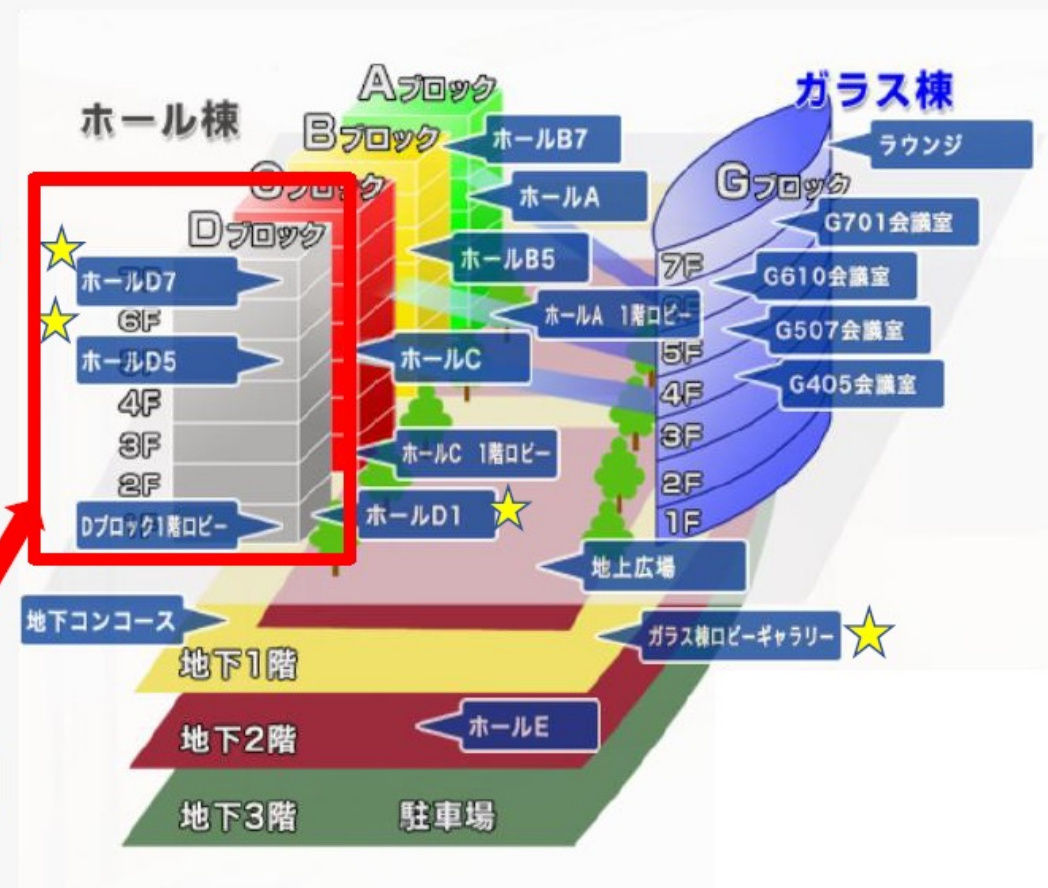 Aブロック
ガラス棟
ホール棟
Bブロック
ホールB7
ラウンジ
Cブロック
Gブロック
ホールA
G701会議室
Dブロック
ホールB5
7F
G610会議室
ホールD7
ホールA 1階ロビー
6F
G507会議室
ホールD5
ホールC
5F
G405会議室
4F
4F
3F
3F
ホールC 1階ロビー
2F
2F
Dブロック1階ロビー
ホールD1
1F
地上広場
地下コンコース
ガラス棟ロビーギャラリー
地下1階
ホールE
地下2階
地下3階
駐車場